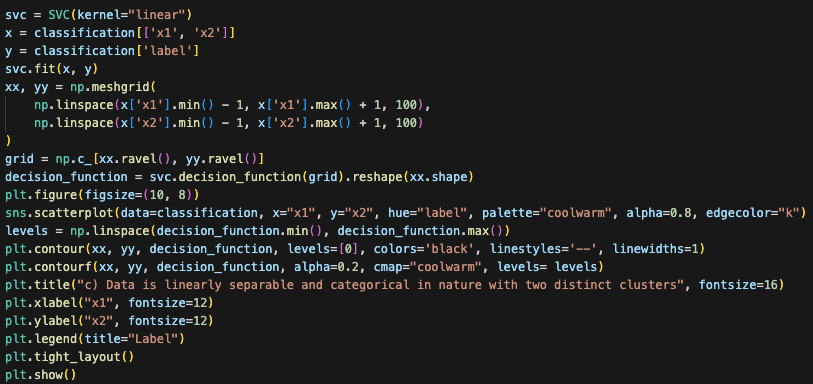 svc = SVC(kernel="linear")
x = classification[['x1', 'x2']]
y = classification['label']
svc.fit(x, y)
xx, yy = np.meshgrid(
    np.linspace(x['x1'].min() - 1, x['x1'].max() + 1, 100),
    np.linspace(x['x2'].min() - 1, x['x2'].max() + 1, 100)
)
grid = np.c_[xx.ravel(), yy.ravel()]
decision_function = svc.decision_function(grid).reshape(xx.shape)
plt.figure(figsize=(10, 8))
sns.scatterplot(data=classification, x="x1", y="x2", hue="label", palette="coolwarm", alpha=0.8, edgecolor="k")
levels = np.linspace(decision_function.min(), decision_function.max())
plt.contour(xx, yy, decision_function, levels=[0], colors='black', linestyles='--', linewidths=1)
plt.contourf(xx, yy, decision_function, alpha=0.2, cmap="coolwarm", levels= levels)
plt.title("c) Data is linearly separable and categorical in nature with two distinct clusters", fontsize=16)
plt.xlabel("x1", fontsize=12)
plt.ylabel("x2", fontsize=12)
plt.legend(title="Label")
plt.tight_layout()
plt.show()